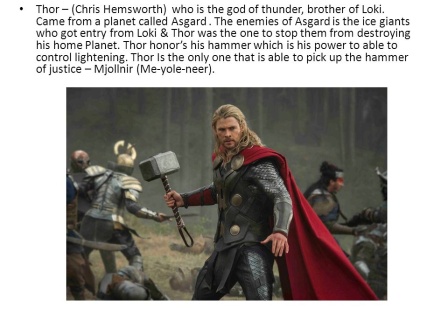 • Thor – (Chris Hemsworth)  who is the god of thunder, brother of Loki.
Came from a planet called Asgard . The enemies of Asgard is the ice giants
who got entry from Loki & Thor was the one to stop them from destroying
his home Planet. Thor honor’s his hammer which is his power to able to
control lightening. Thor Is the only one that is able to pick up the hammer
of justice – Mjollnir (Me-yole-neer).